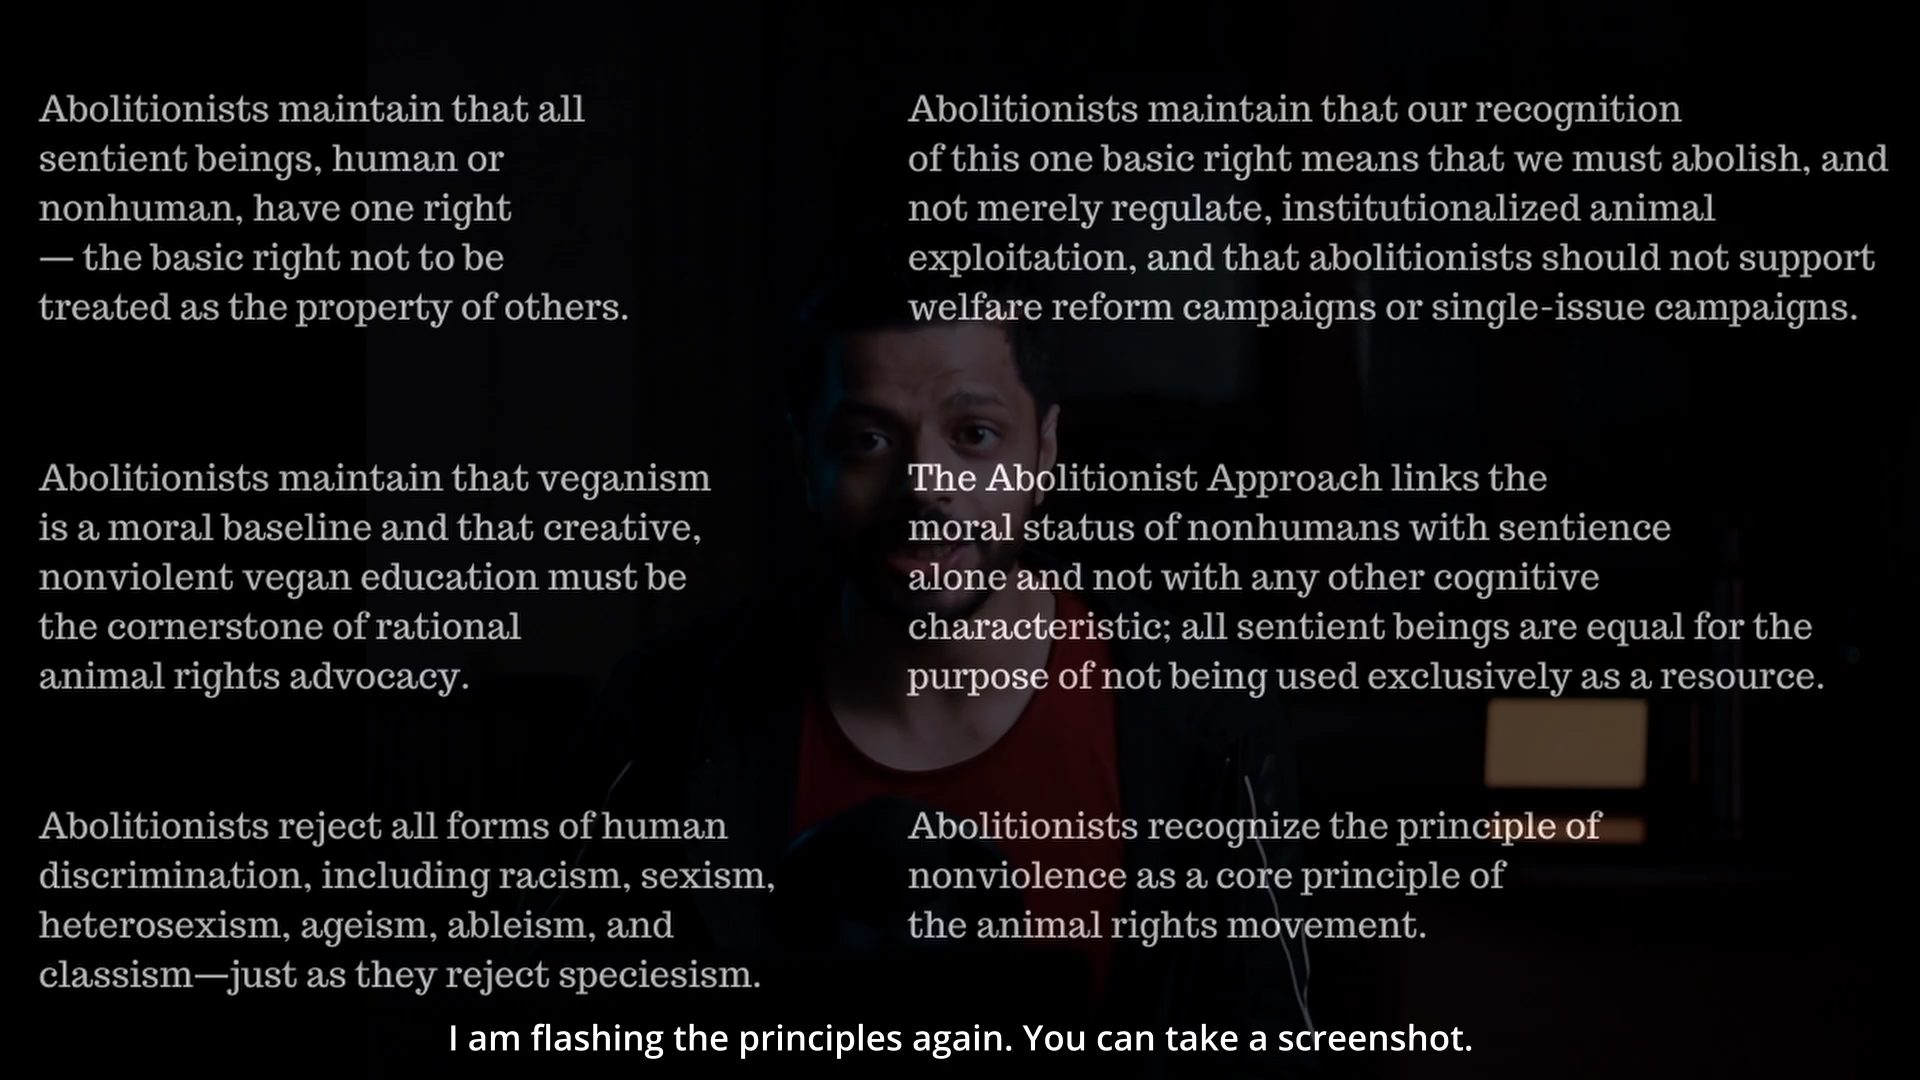 Abolitionists maintain that all
sentient beings, human or
nonhuman, have one right
— the basic right not to be
treated as the property of others.
Abolitionists maintain that our recognition
of this one basic right means that we must abolish, and
not merely regulate, institutionalized animal
exploitation, and that abolitionists should not support
welfare reform campaigns or single-issue campaigns.
Abolitionists maintain that veganism
is a moral baseline and that creative,
nonviolent vegan education must be
the cornerstone of rational
animal rights advocacy.
The Abolitionist Approach links the
moral status of nonhumans with sentience
alone and not with any other cognitive
characteristic; all sentient beings are equal for the
purpose of not being used exclusively as a resource.
Abolitionists reject all forms of human
discrimination, including racism, sexism,
heterosexism, ageism, ableism, and
classism—just as they reject speciesism.
Abolitionists recognize the principle of
nonviolence as a core principle of
the animal rights movement.
I am flashing the principles again. You can take a screenshot.